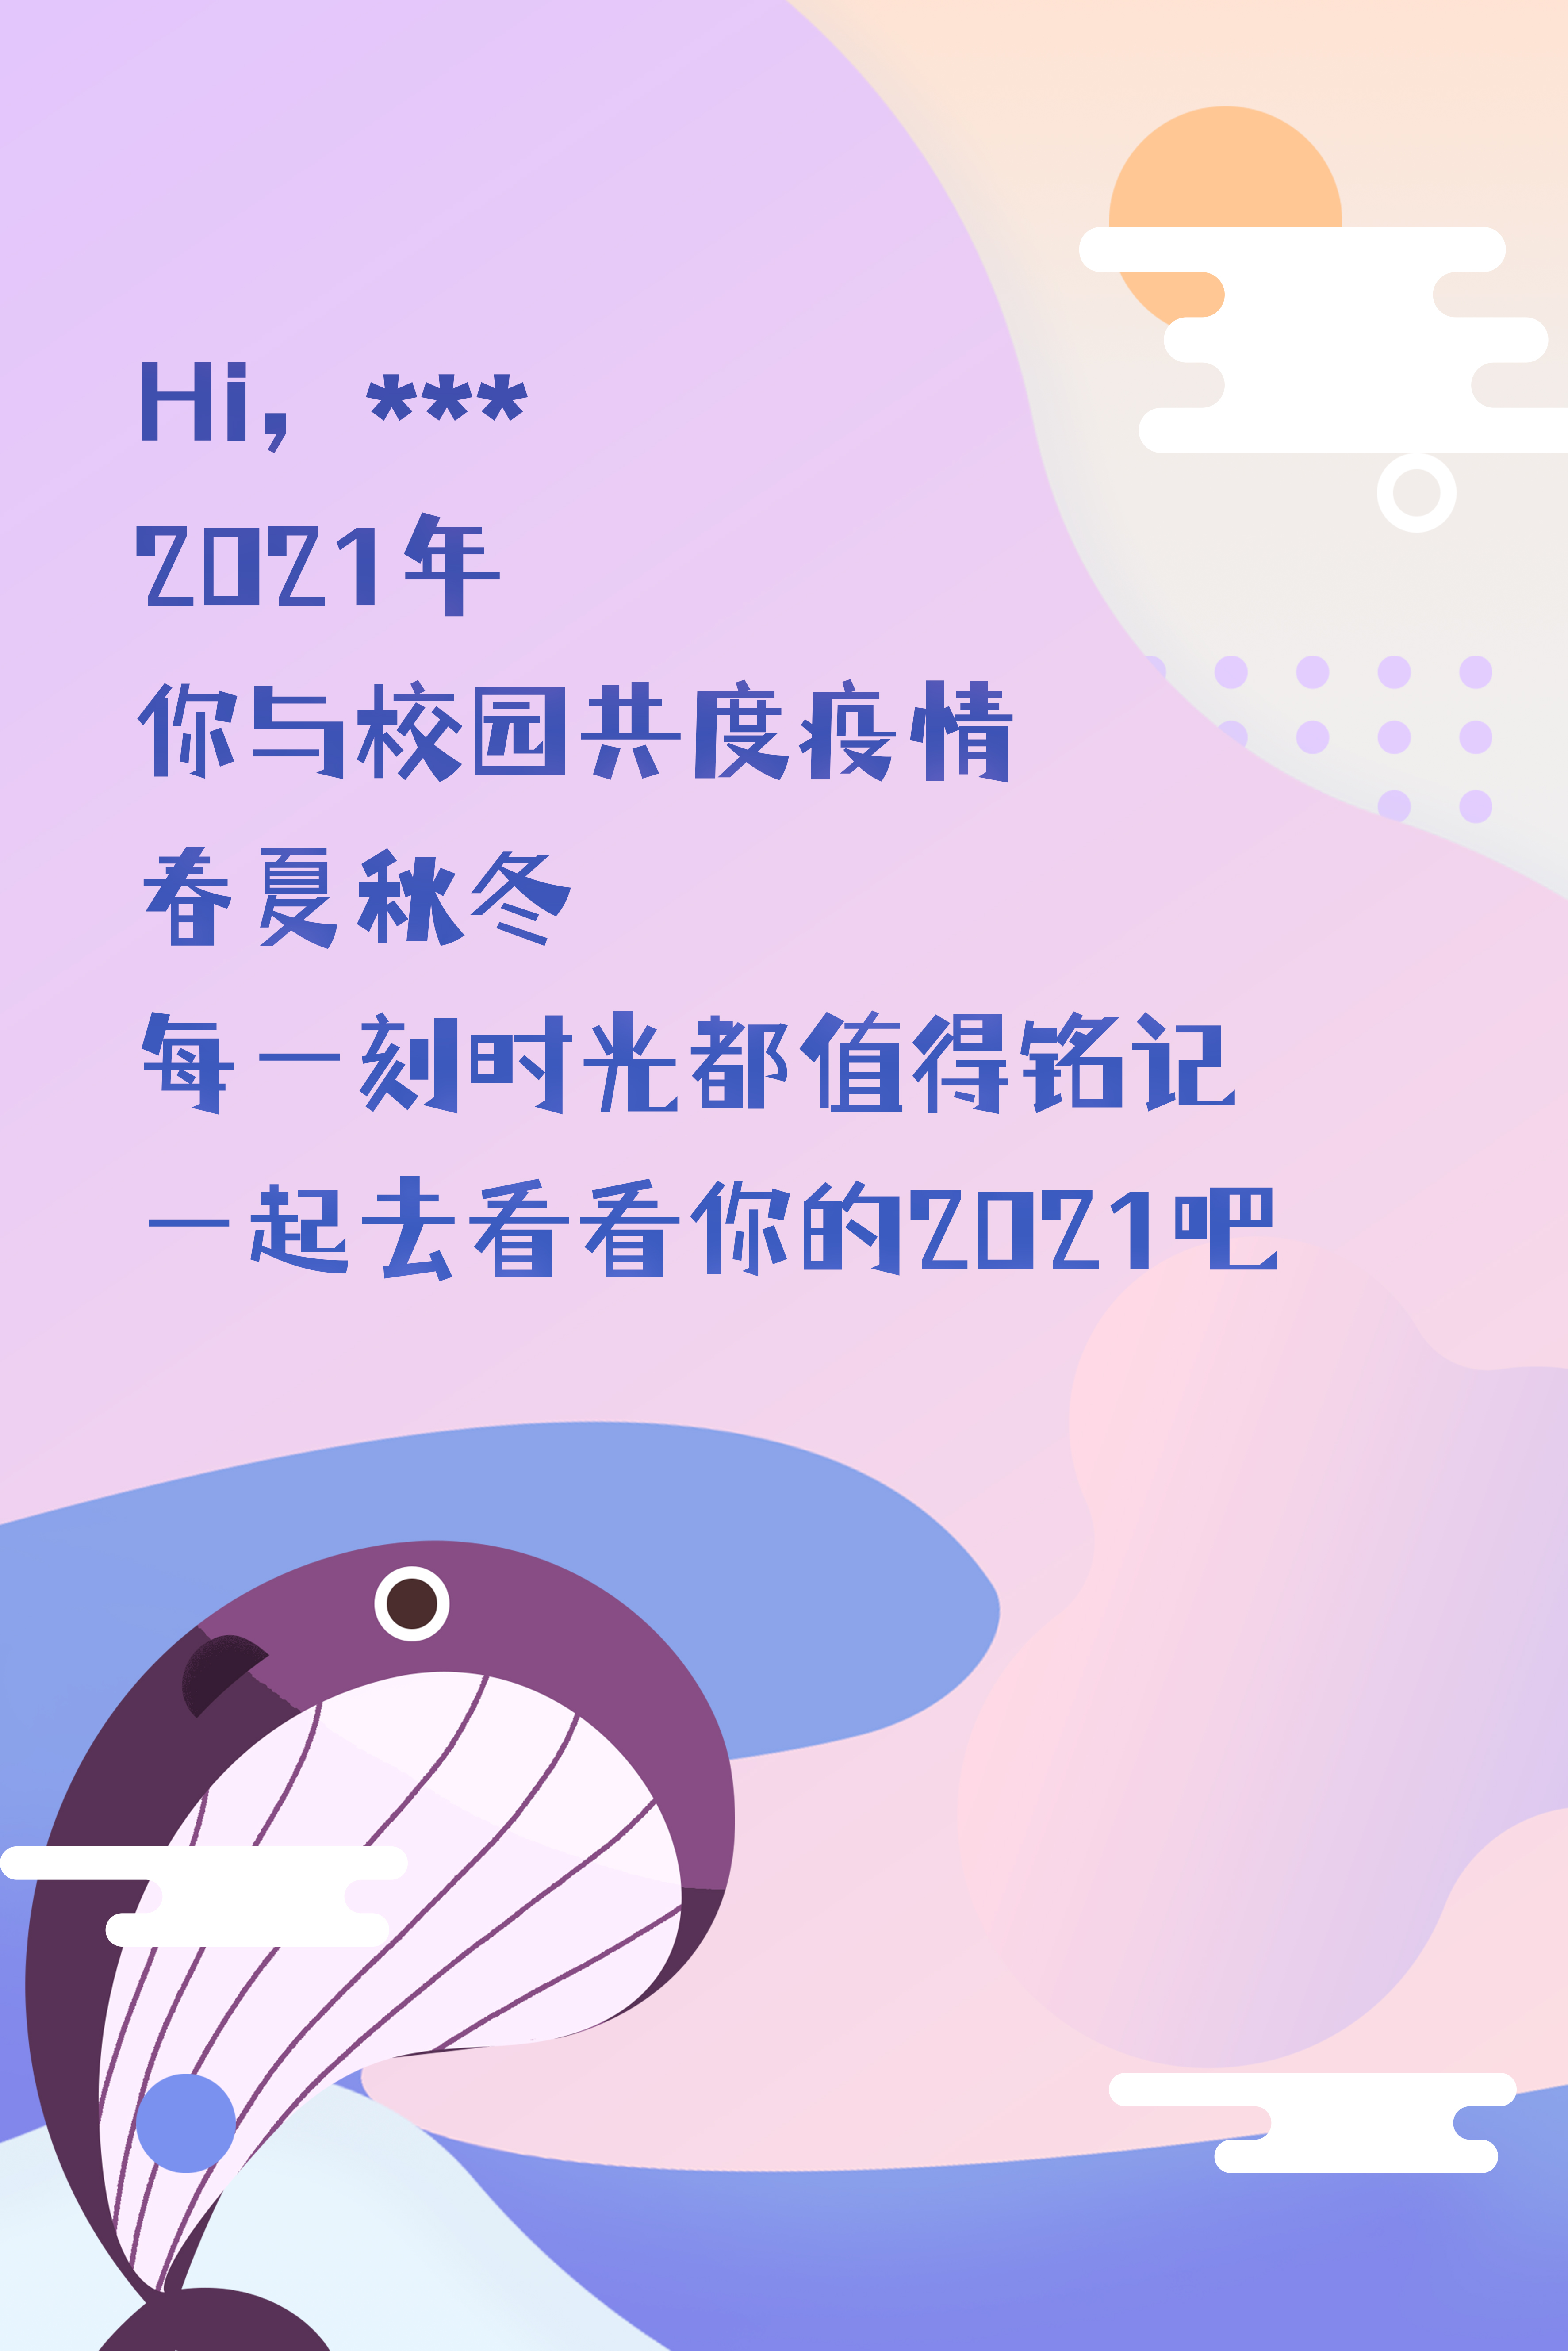 Hi，***
2021年
你与校园共度疫情
春夏秋冬
每一刻时光都值得铭记
一起去看看你的2021吧